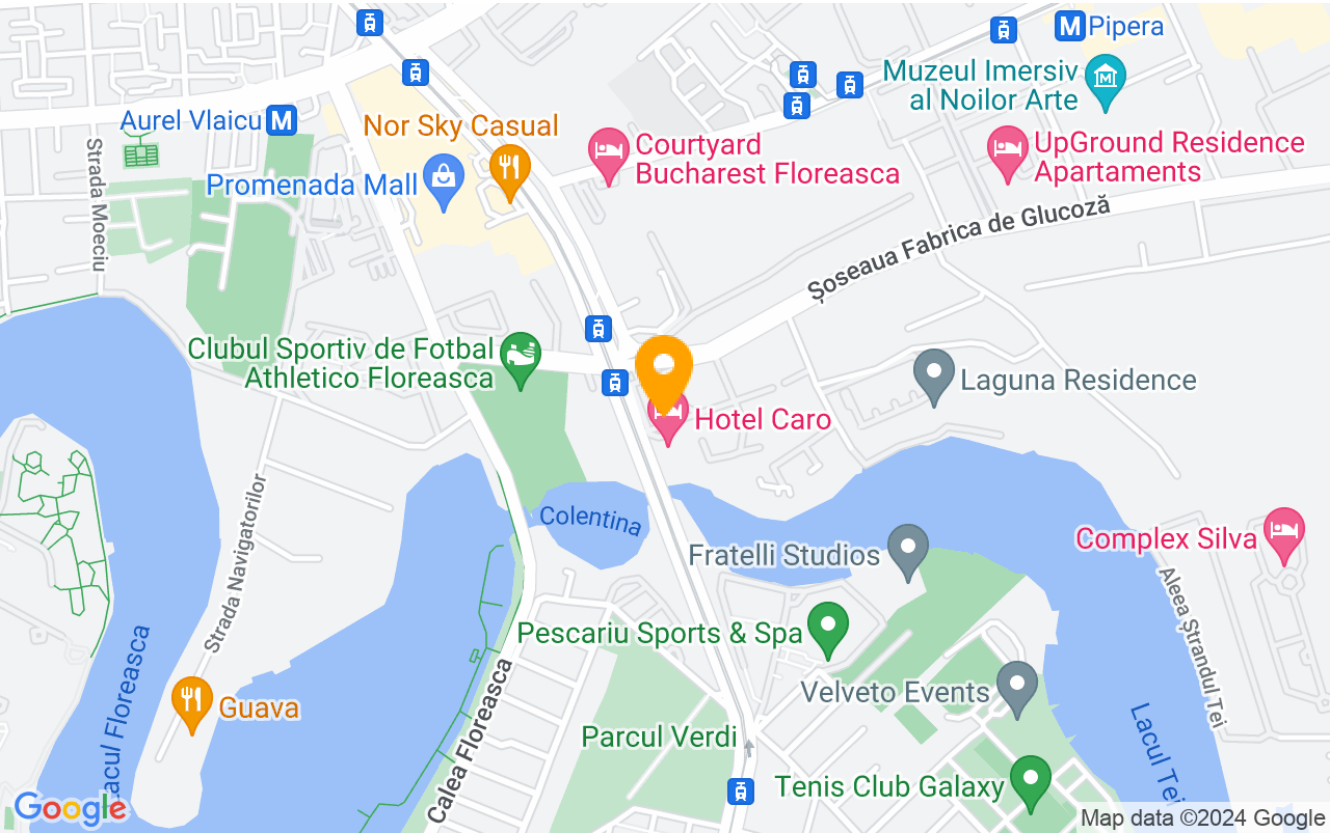 Pipera
Muzeul Imersiv
al Noilor Arte
Aurel Vlaicu
Nor Sky Casual
Courtyard
Bucharest Floreasca
UpGround Residence
Apartaments
Strada Moeciu
Promenada Mall
Șoseaua Fabrica de Glucoză
Clubul Sportiv de Fotbal
Athletico Floreasca
Laguna Residence
Hotel Caro
Colentina
Strada Navigatorilor
Fratelli Studios
Complex Silva
Aleea Ștrandul Tei
Pescariu Sports & Spa
Lacul Floreasca
Calea Floreasca
Velveto Events
Guava
Parcul Verdi
Lacul Tei
Tenis Club Galaxy
Google
Map data ©2024 Google